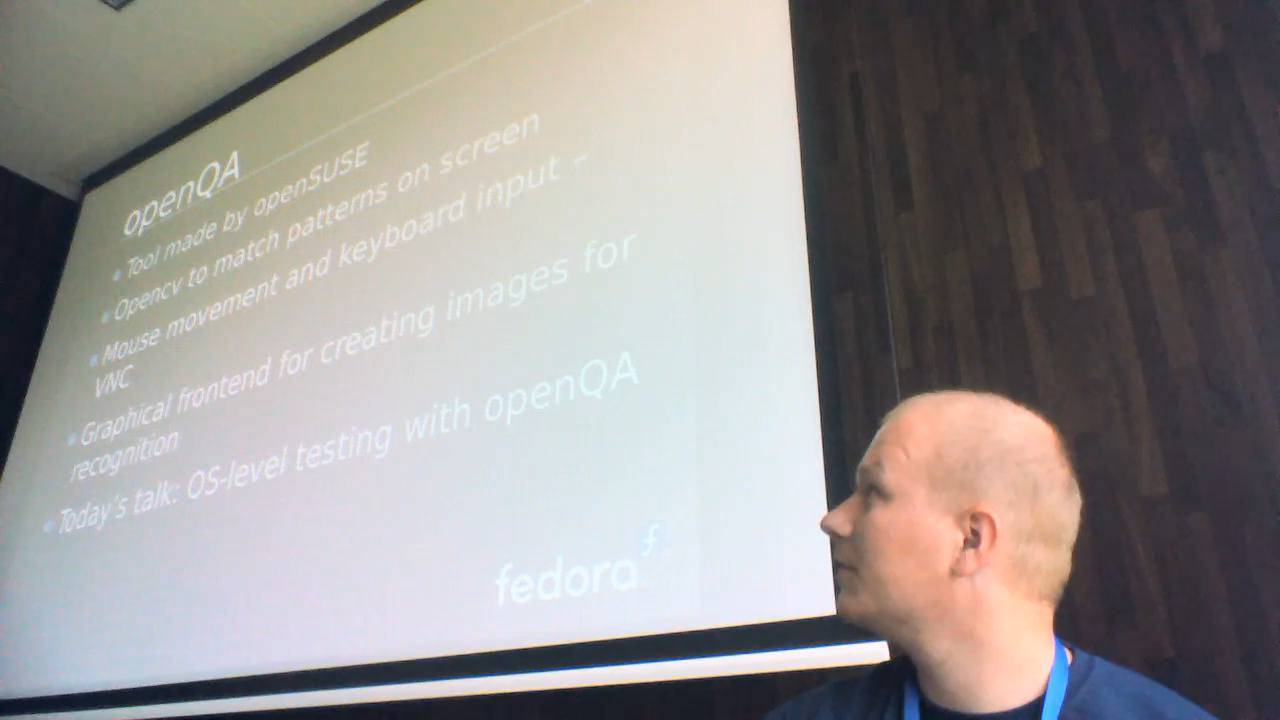 openQA
Tool made by openSUSE
Opencv to match patterns on screen
Mouse movement and keyboard input –
VNC
Graphical frontend for creating images for
recognition
Today's talk: OS-level testing with openQA
fedora